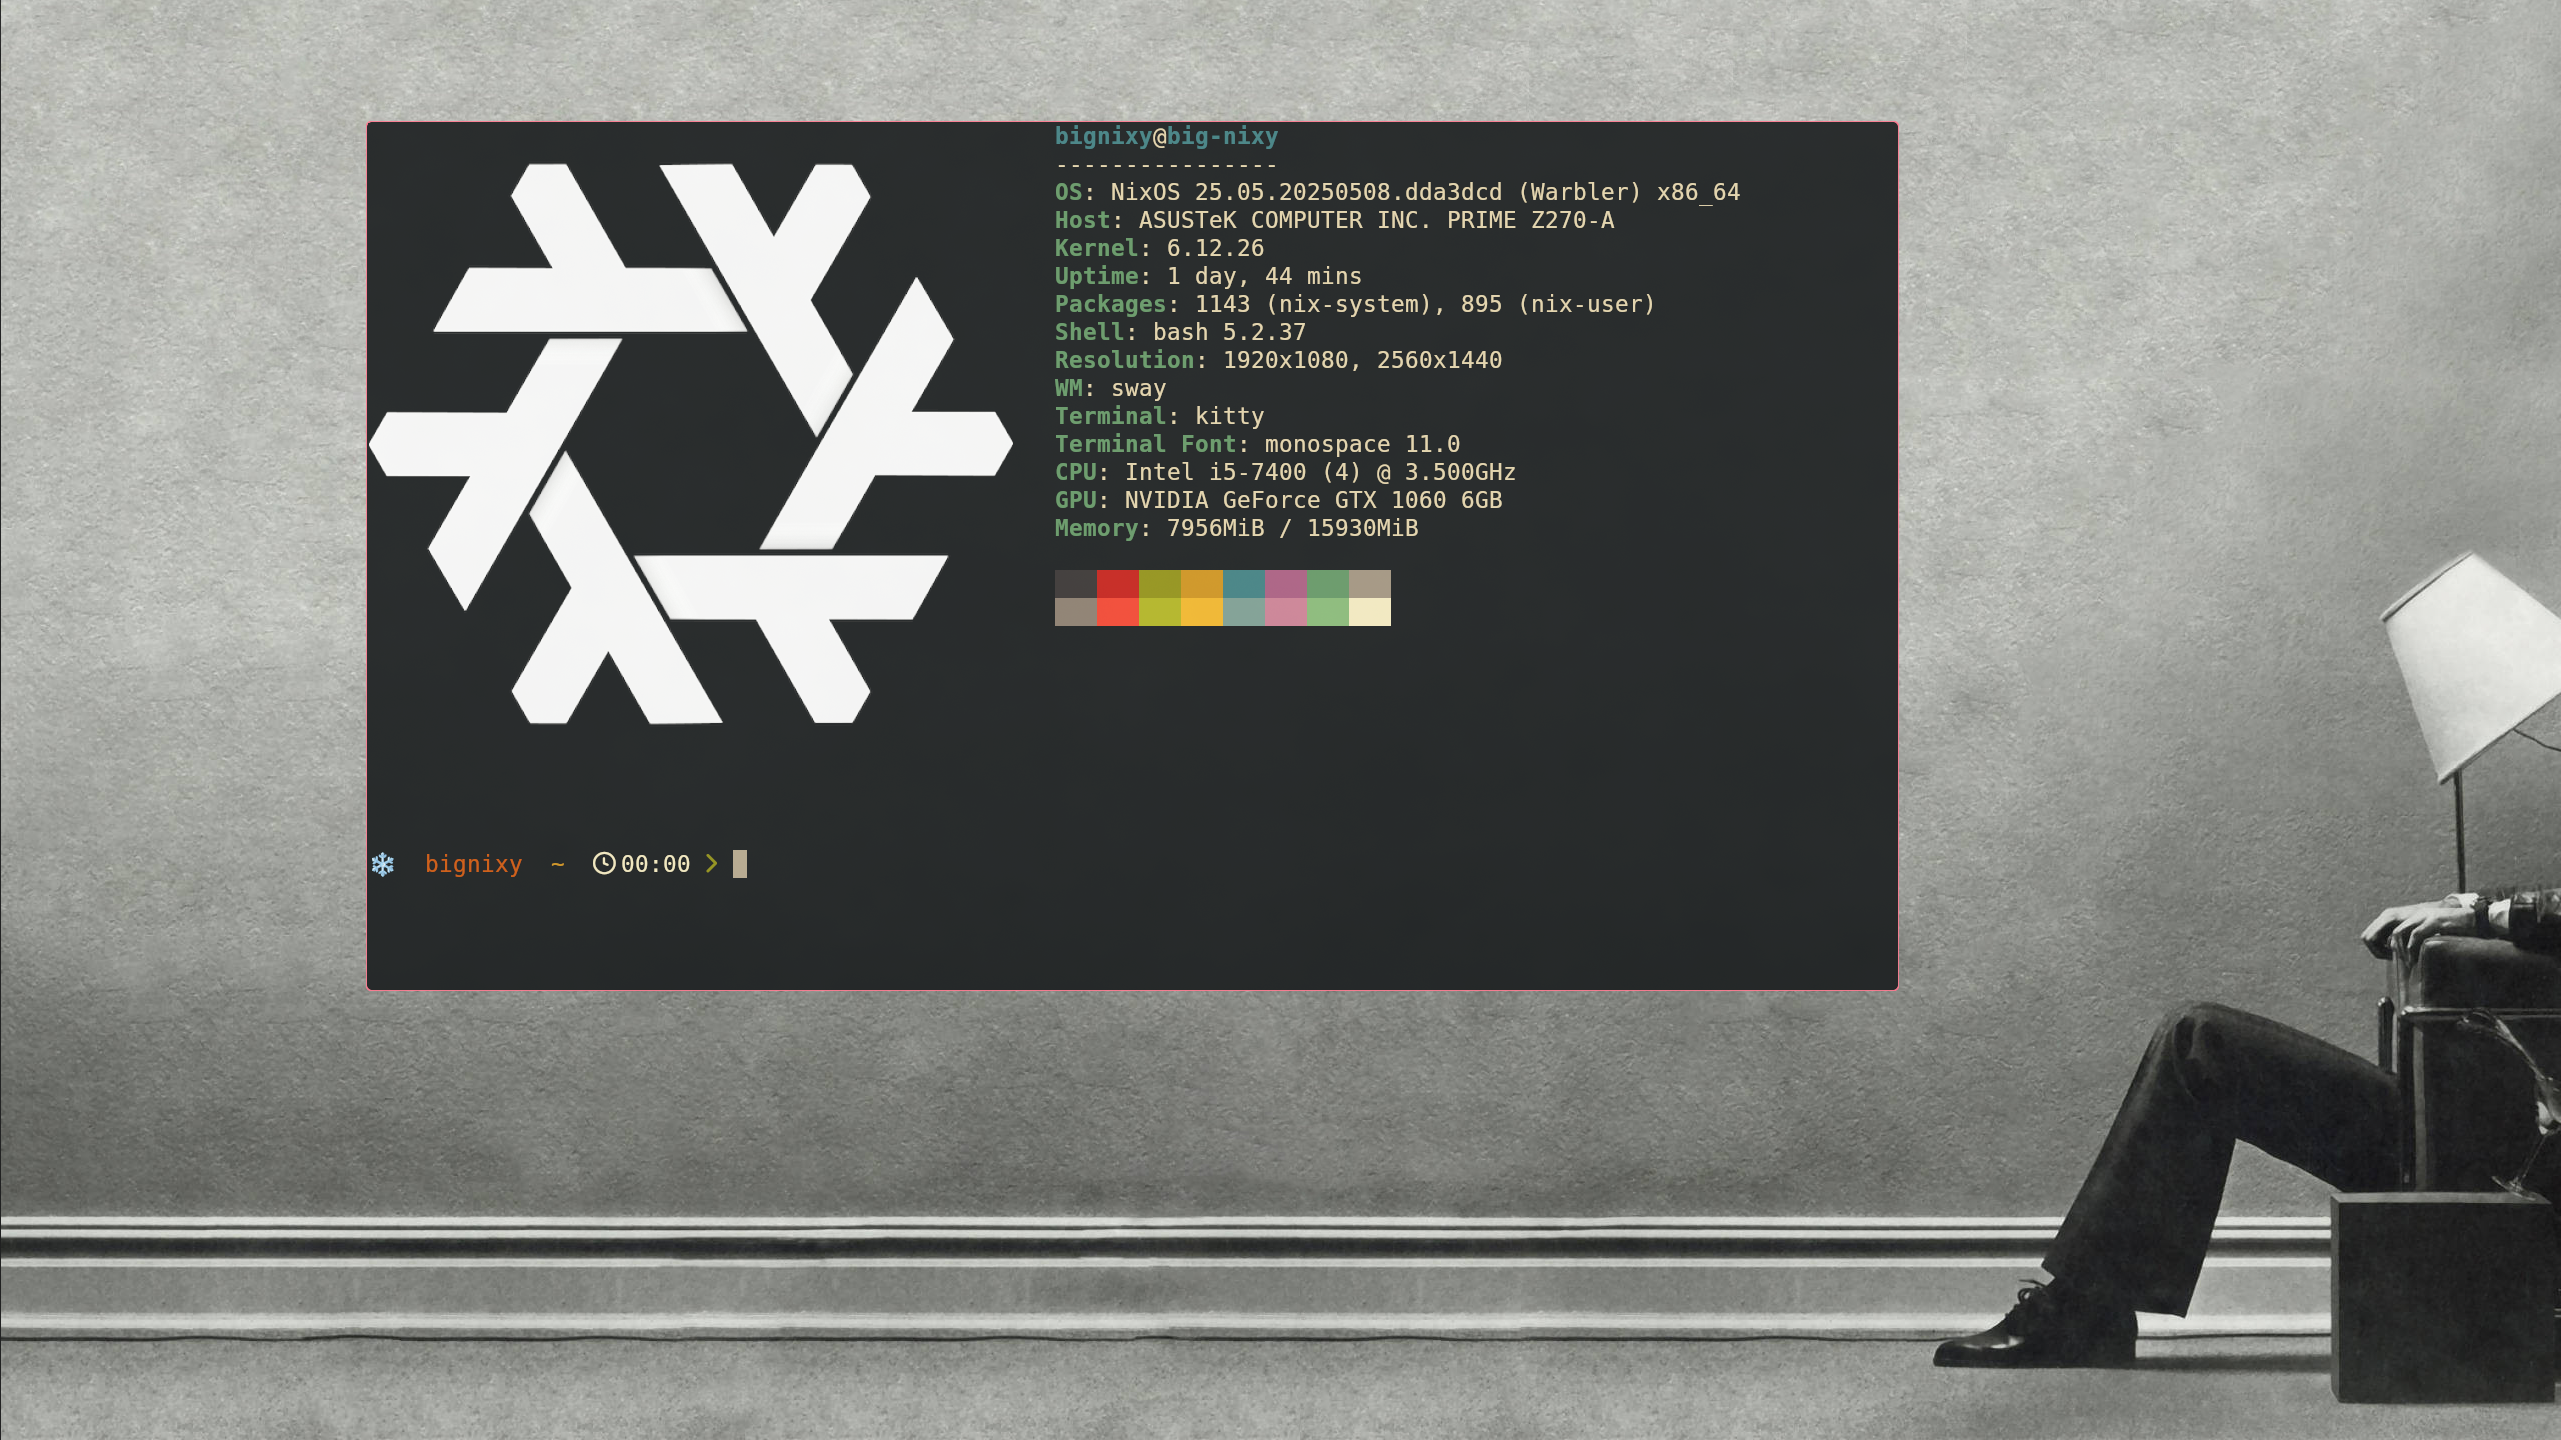 bignixy@big-nixy
----------------
OS: NixOS 25.05.20250508.dda3dcd (Warbler) x86_64
Host: ASUSTeK COMPUTER INC. PRIME Z270-A
Kernel: 6.12.26
Uptime: 1 day, 44 mins
Packages: 1143 (nix-system), 895 (nix-user)
Shell: bash 5.2.37
Resolution: 1920x1080, 2560x1440
WM: sway
Terminal: kitty
Terminal Font: monospace 11.0
CPU: Intel i5-7400 (4) @ 3.500GHz
GPU: NVIDIA GeForce GTX 1060 6GB
Memory: 7956MiB / 15930MiB
❄️ bignixy ~ 00:00 >